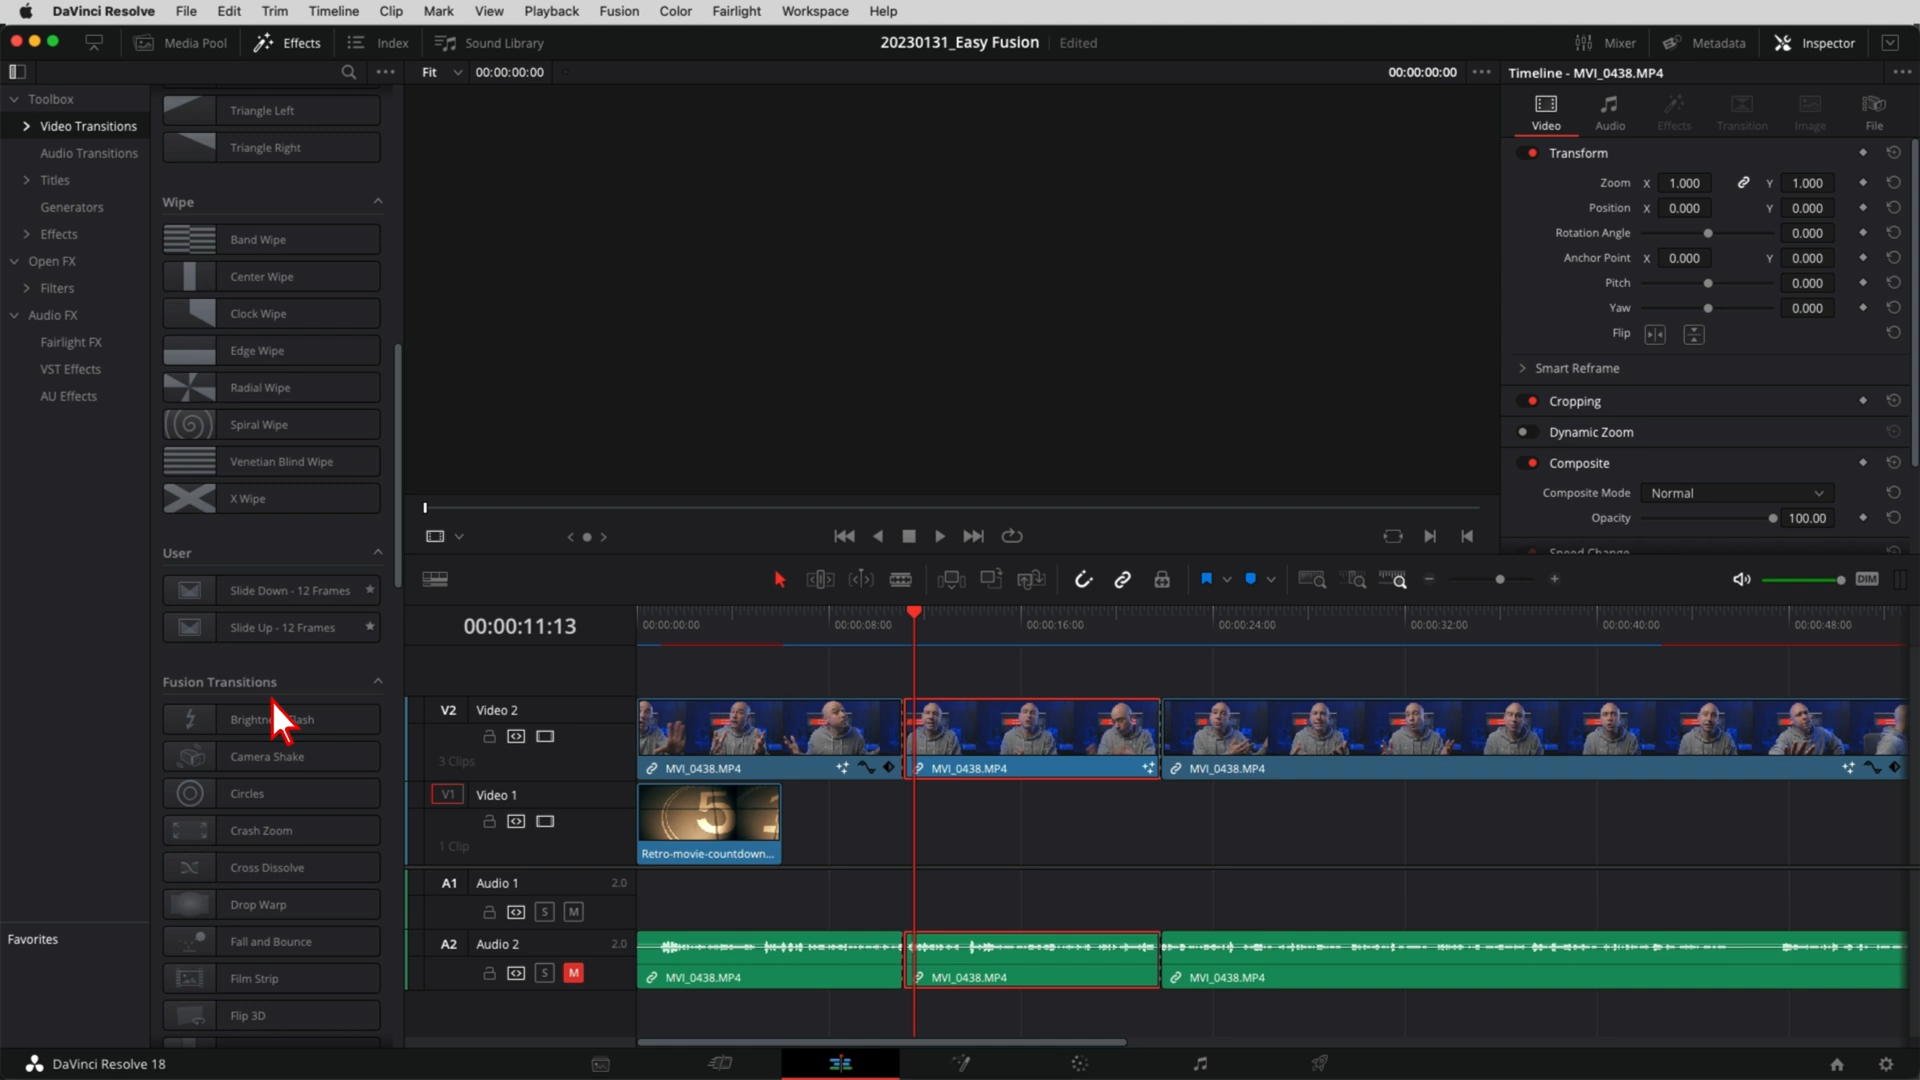 DaVinci Resolve File Edit Trim Timeline Clip Mark View Playback Fusion Color Fairlight Workspace Help
Media Pool Effects Index Sound Library 20230131_Easy Fusion Edited Mixer Metadata Inspector
Fit 00:00:00:00 00:00:00:00 Timeline - MVI_0438.MP4
Toolbox
Video Transitions
Audio Transitions
Titles
Generators
Effects
Open FX
Filters
Audio FX
Fairlight FX
VST Effects
AU Effects
Favorites
Triangle Left
Triangle Right
Wipe
Band Wipe
Center Wipe
Clock Wipe
Edge Wipe
Radial Wipe
Spiral Wipe
Venetian Blind Wipe
X Wipe
User
Slide Down - 12 Frames
Slide Up - 12 Frames
Fusion Transitions
Camera Shake
Circles
Crash Zoom
Cross Dissolve
Drop Warp
Fall and Bounce
Film Strip
Flip 3D
Video Audio Effects Transition Image File
Transform
Zoom X 1.000 Y 1.000
Position X 0.000 Y 0.000
Rotation Angle 0.000
Anchor Point X 0.000 Y 0.000
Pitch 0.000
Yaw 0.000
Flip
Smart Reframe
Cropping
Dynamic Zoom
Composite
Composite Mode Normal
Opacity 100.00
Speed Change
DIM
00:00:11:13
00:00:00:00 00:00:08:00 00:00:16:00 00:00:24:00 00:00:32:00 00:00:40:00 00:00:48:00
V2 Video 2
3 Clips
MVI_0438.MP4 MVI_0438.MP4 MVI_0438.MP4
V1 Video 1
1 Clip
5
Retro-movie-countdown...
A1 Audio 1 2.0
S M
A2 Audio 2 2.0
S M
MVI_0438.MP4 MVI_0438.MP4 MVI_0438.MP4
DaVinci Resolve 18